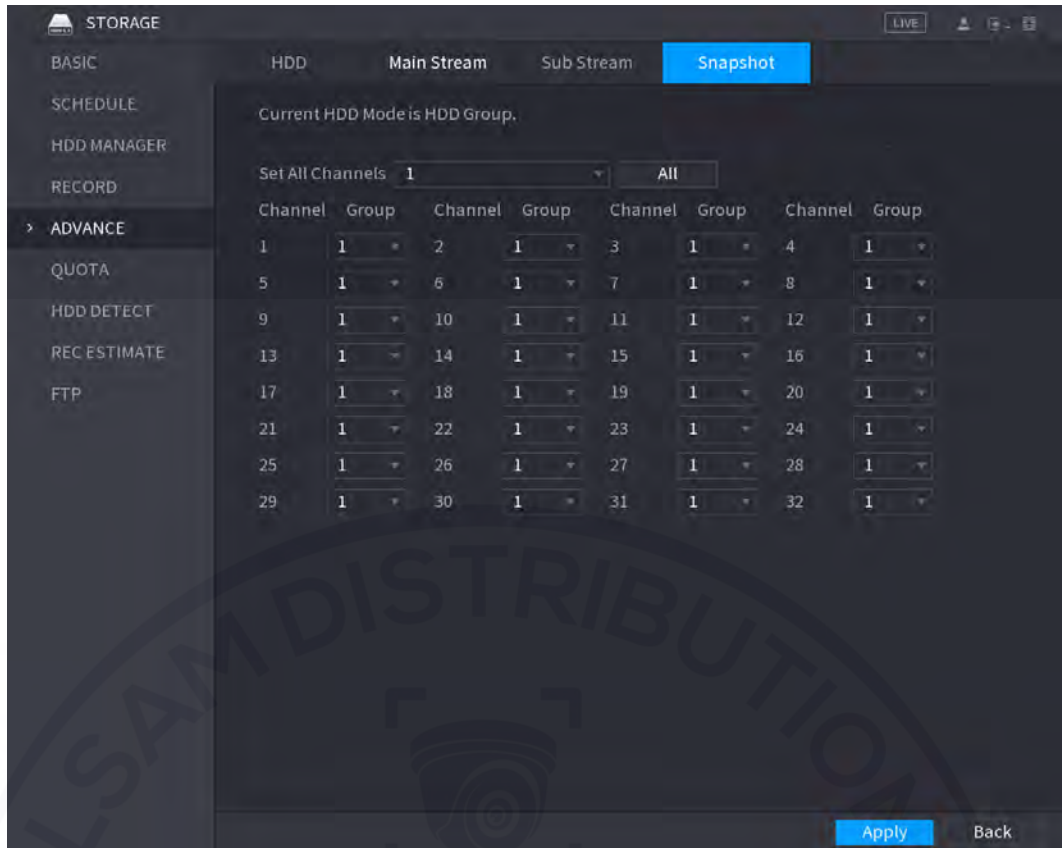 STORAGE LIVE
BASIC HDD Main Stream Sub Stream Snapshot
SCHEDULE
Current HDD Mode is HDD Group.
HDD MANAGER
Set All Channels 1 All
RECORD
Channel Group Channel Group Channel Group Channel Group
> ADVANCE
1 1 2 1 3 1 4 1
QUOTA
5 1 6 1 7 1 8 1
HDD DETECT
9 1 10 1 11 1 12 1
REC ESTIMATE
13 1 14 1 15 1 16 1
FTP
17 1 18 1 19 1 20 1
21 1 22 1 23 1 24 1
25 1 26 1 27 1 28 1
29 1 30 1 31 1 32 1
SAM DISTRIBUTION
Apply Back